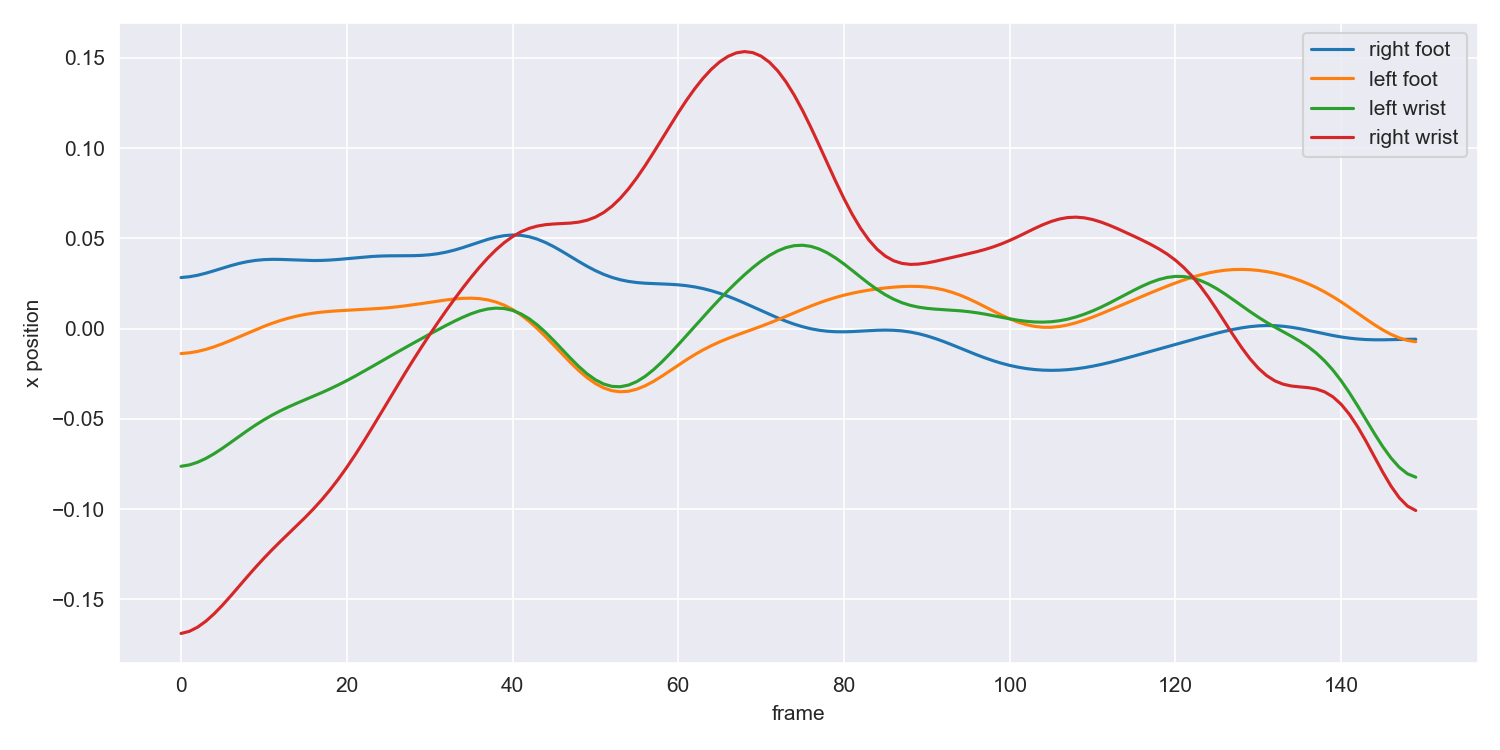 0.15
0.10
0.05
0.00
−0.05
−0.10
−0.15
x position
0 20 40 60 80 100 120 140
frame
right foot
left foot
left wrist
right wrist